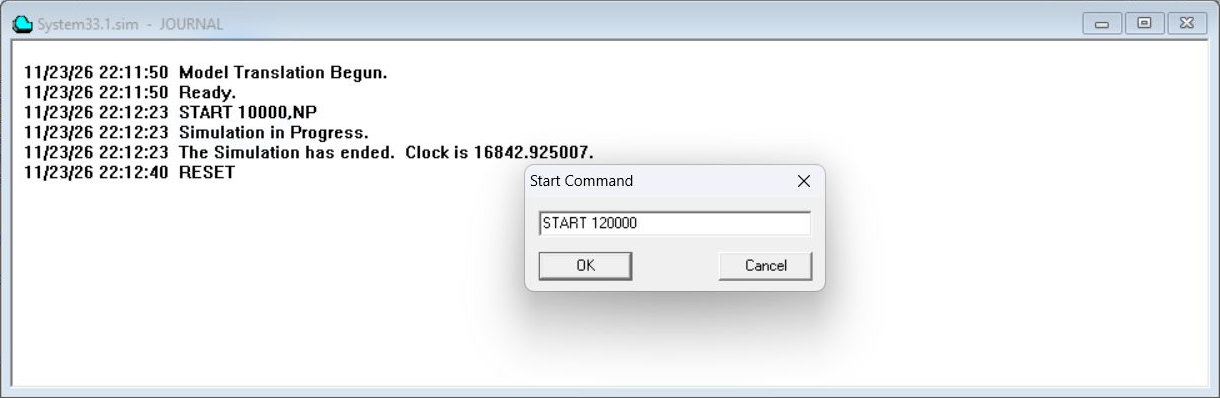 System33.1.sim - JOURNAL
11/23/26 22:11:50 Model Translation Begun.
11/23/26 22:11:50 Ready.
11/23/26 22:12:23 START 10000,NP
11/23/26 22:12:23 Simulation in Progress.
11/23/26 22:12:23 The Simulation has ended. Clock is 16842.925007.
11/23/26 22:12:40 RESET
Start Command
START 120000
OK
Cancel